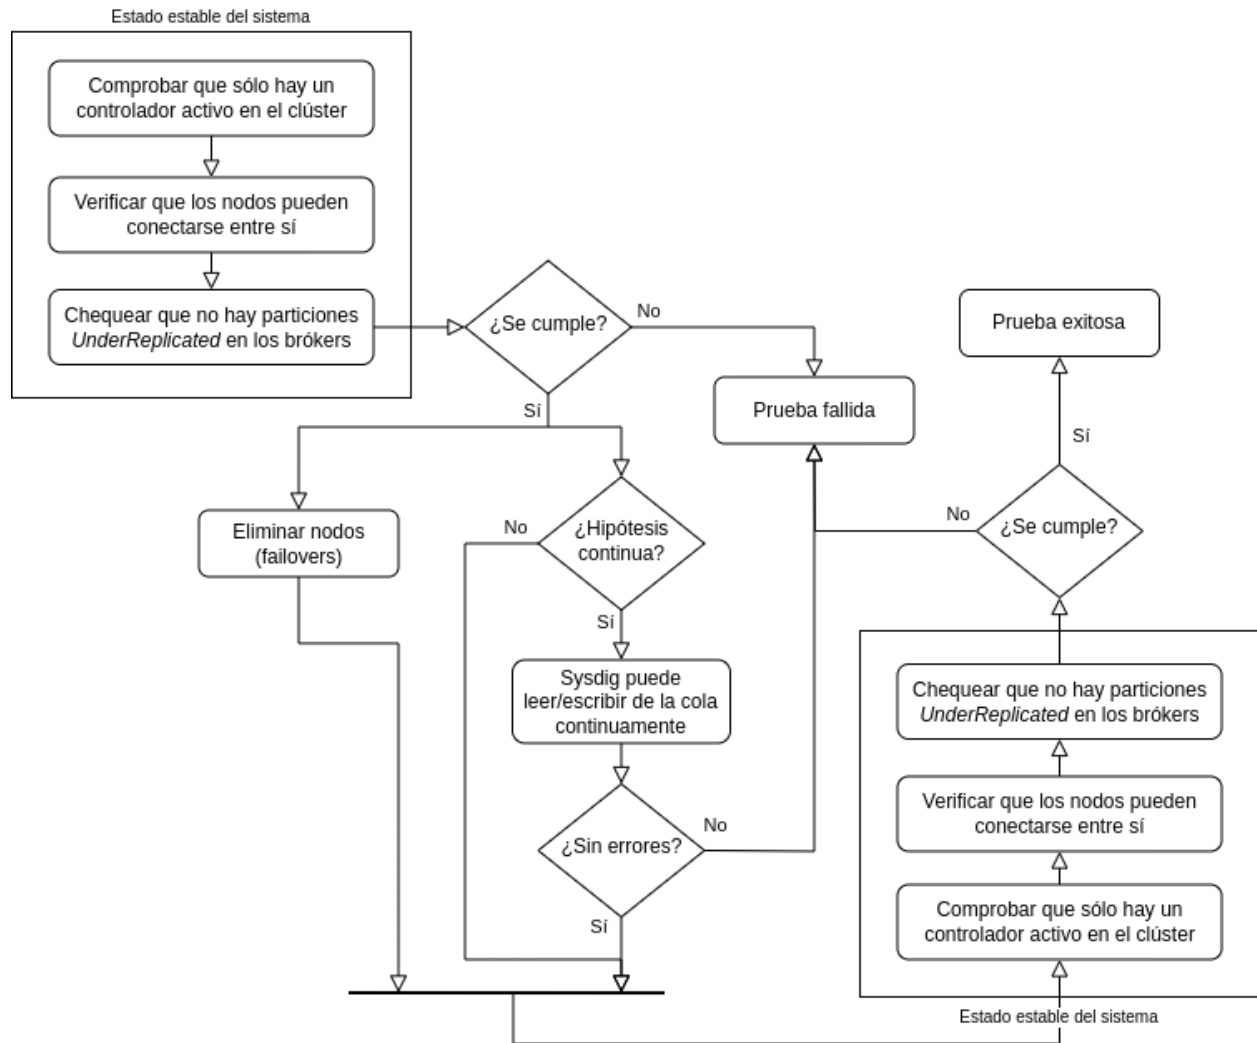 Estado estable del sistema
Comprobar que sólo hay un
controlador activo en el clúster
Verificar que los nodos pueden
conectarse entre sí
Chequear que no hay particiones
UnderReplicated en los brókers
¿Se cumple?
No
Sí
Prueba fallida
Prueba exitosa
Sí
¿Se cumple?
No
Eliminar nodos
(failovers)
¿Hipótesis
continua?
No
Sí
Sysdig puede
leer/escribir de la cola
continuamente
¿Sin errores?
No
Sí
Chequear que no hay particiones
UnderReplicated en los brókers
Verificar que los nodos pueden
conectarse entre sí
Comprobar que sólo hay un
controlador activo en el clúster
Estado estable del sistema